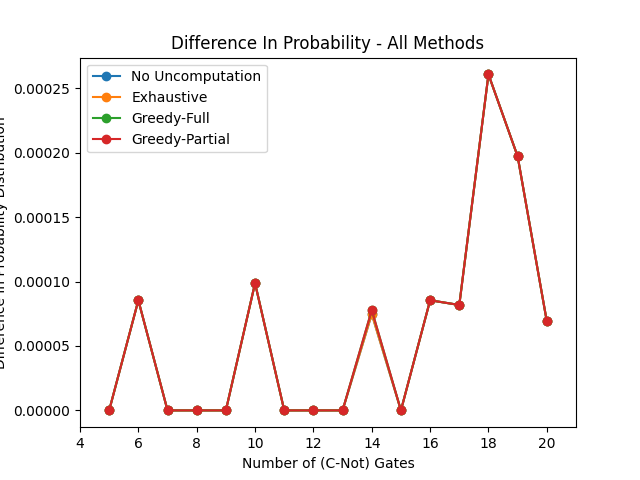 Difference In Probability - All Methods
No Uncomputation
Exhaustive
Greedy-Full
Greedy-Partial
0.00025
0.00020
0.00015
0.00010
0.00005
0.00000
Difference in Probability Distribution
4 6 8 10 12 14 16 18 20
Number of (C-Not) Gates